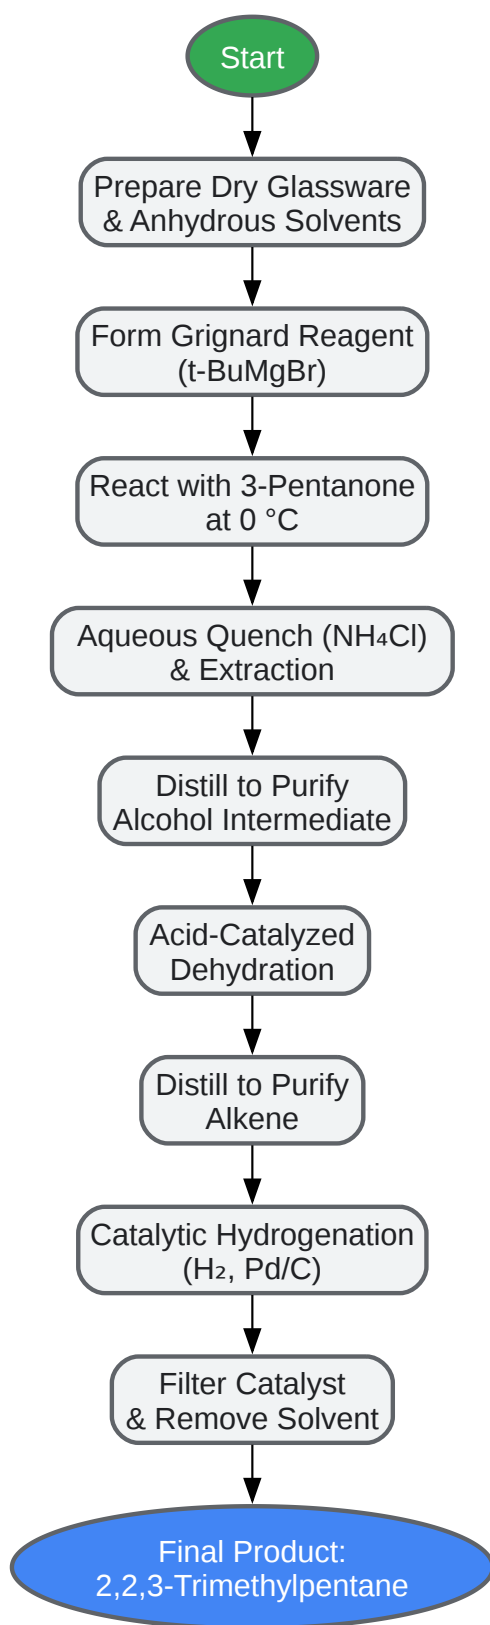 Start
Prepare Dry Glassware
& Anhydrous Solvents
Form Grignard Reagent
(t-BuMgBr)
React with 3-Pentanone
at 0 °C
Aqueous Quench (NH₄Cl)
& Extraction
Distill to Purify
Alcohol Intermediate
Acid-Catalyzed
Dehydration
Distill to Purify
Alkene
Catalytic Hydrogenation
(H₂, Pd/C)
Filter Catalyst
& Remove Solvent
Final Product:
2,2,3-Trimethylpentane